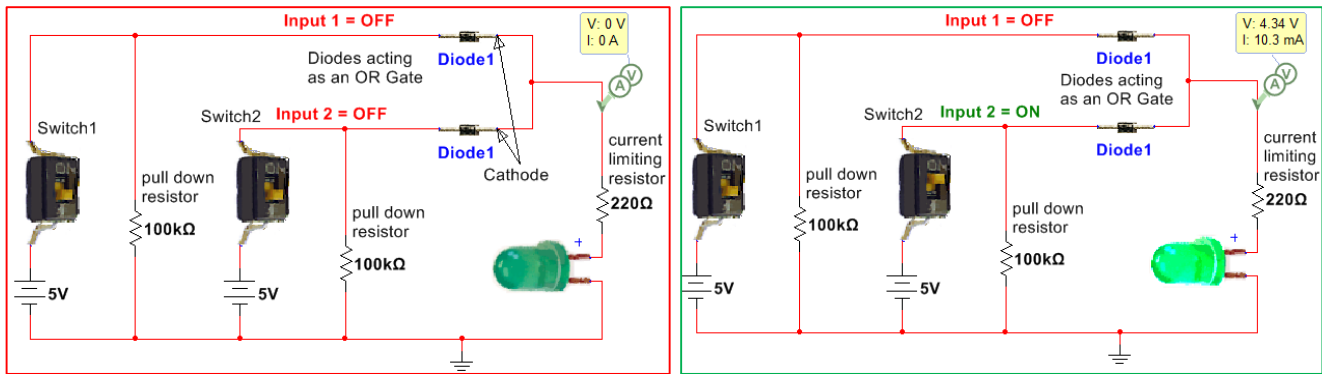 Input 1 = OFF
V: 0 V
I: 0 A
Diodes acting
as an OR Gate
Diode1
A
V
Switch1
Switch2
Input 2 = OFF
Diode1
Cathode
current
limiting
resistor
220Ω
pull down
resistor
100kΩ
pull down
resistor
100kΩ
+
5V
5V
Input 1 = OFF
V: 4.34 V
I: 10.3 mA
Diode1
Diodes acting
as an OR Gate
A
V
Switch1
Switch2
Input 2 = ON
Diode1
current
limiting
resistor
220Ω
pull down
resistor
100kΩ
pull down
resistor
100kΩ
+
5V
5V